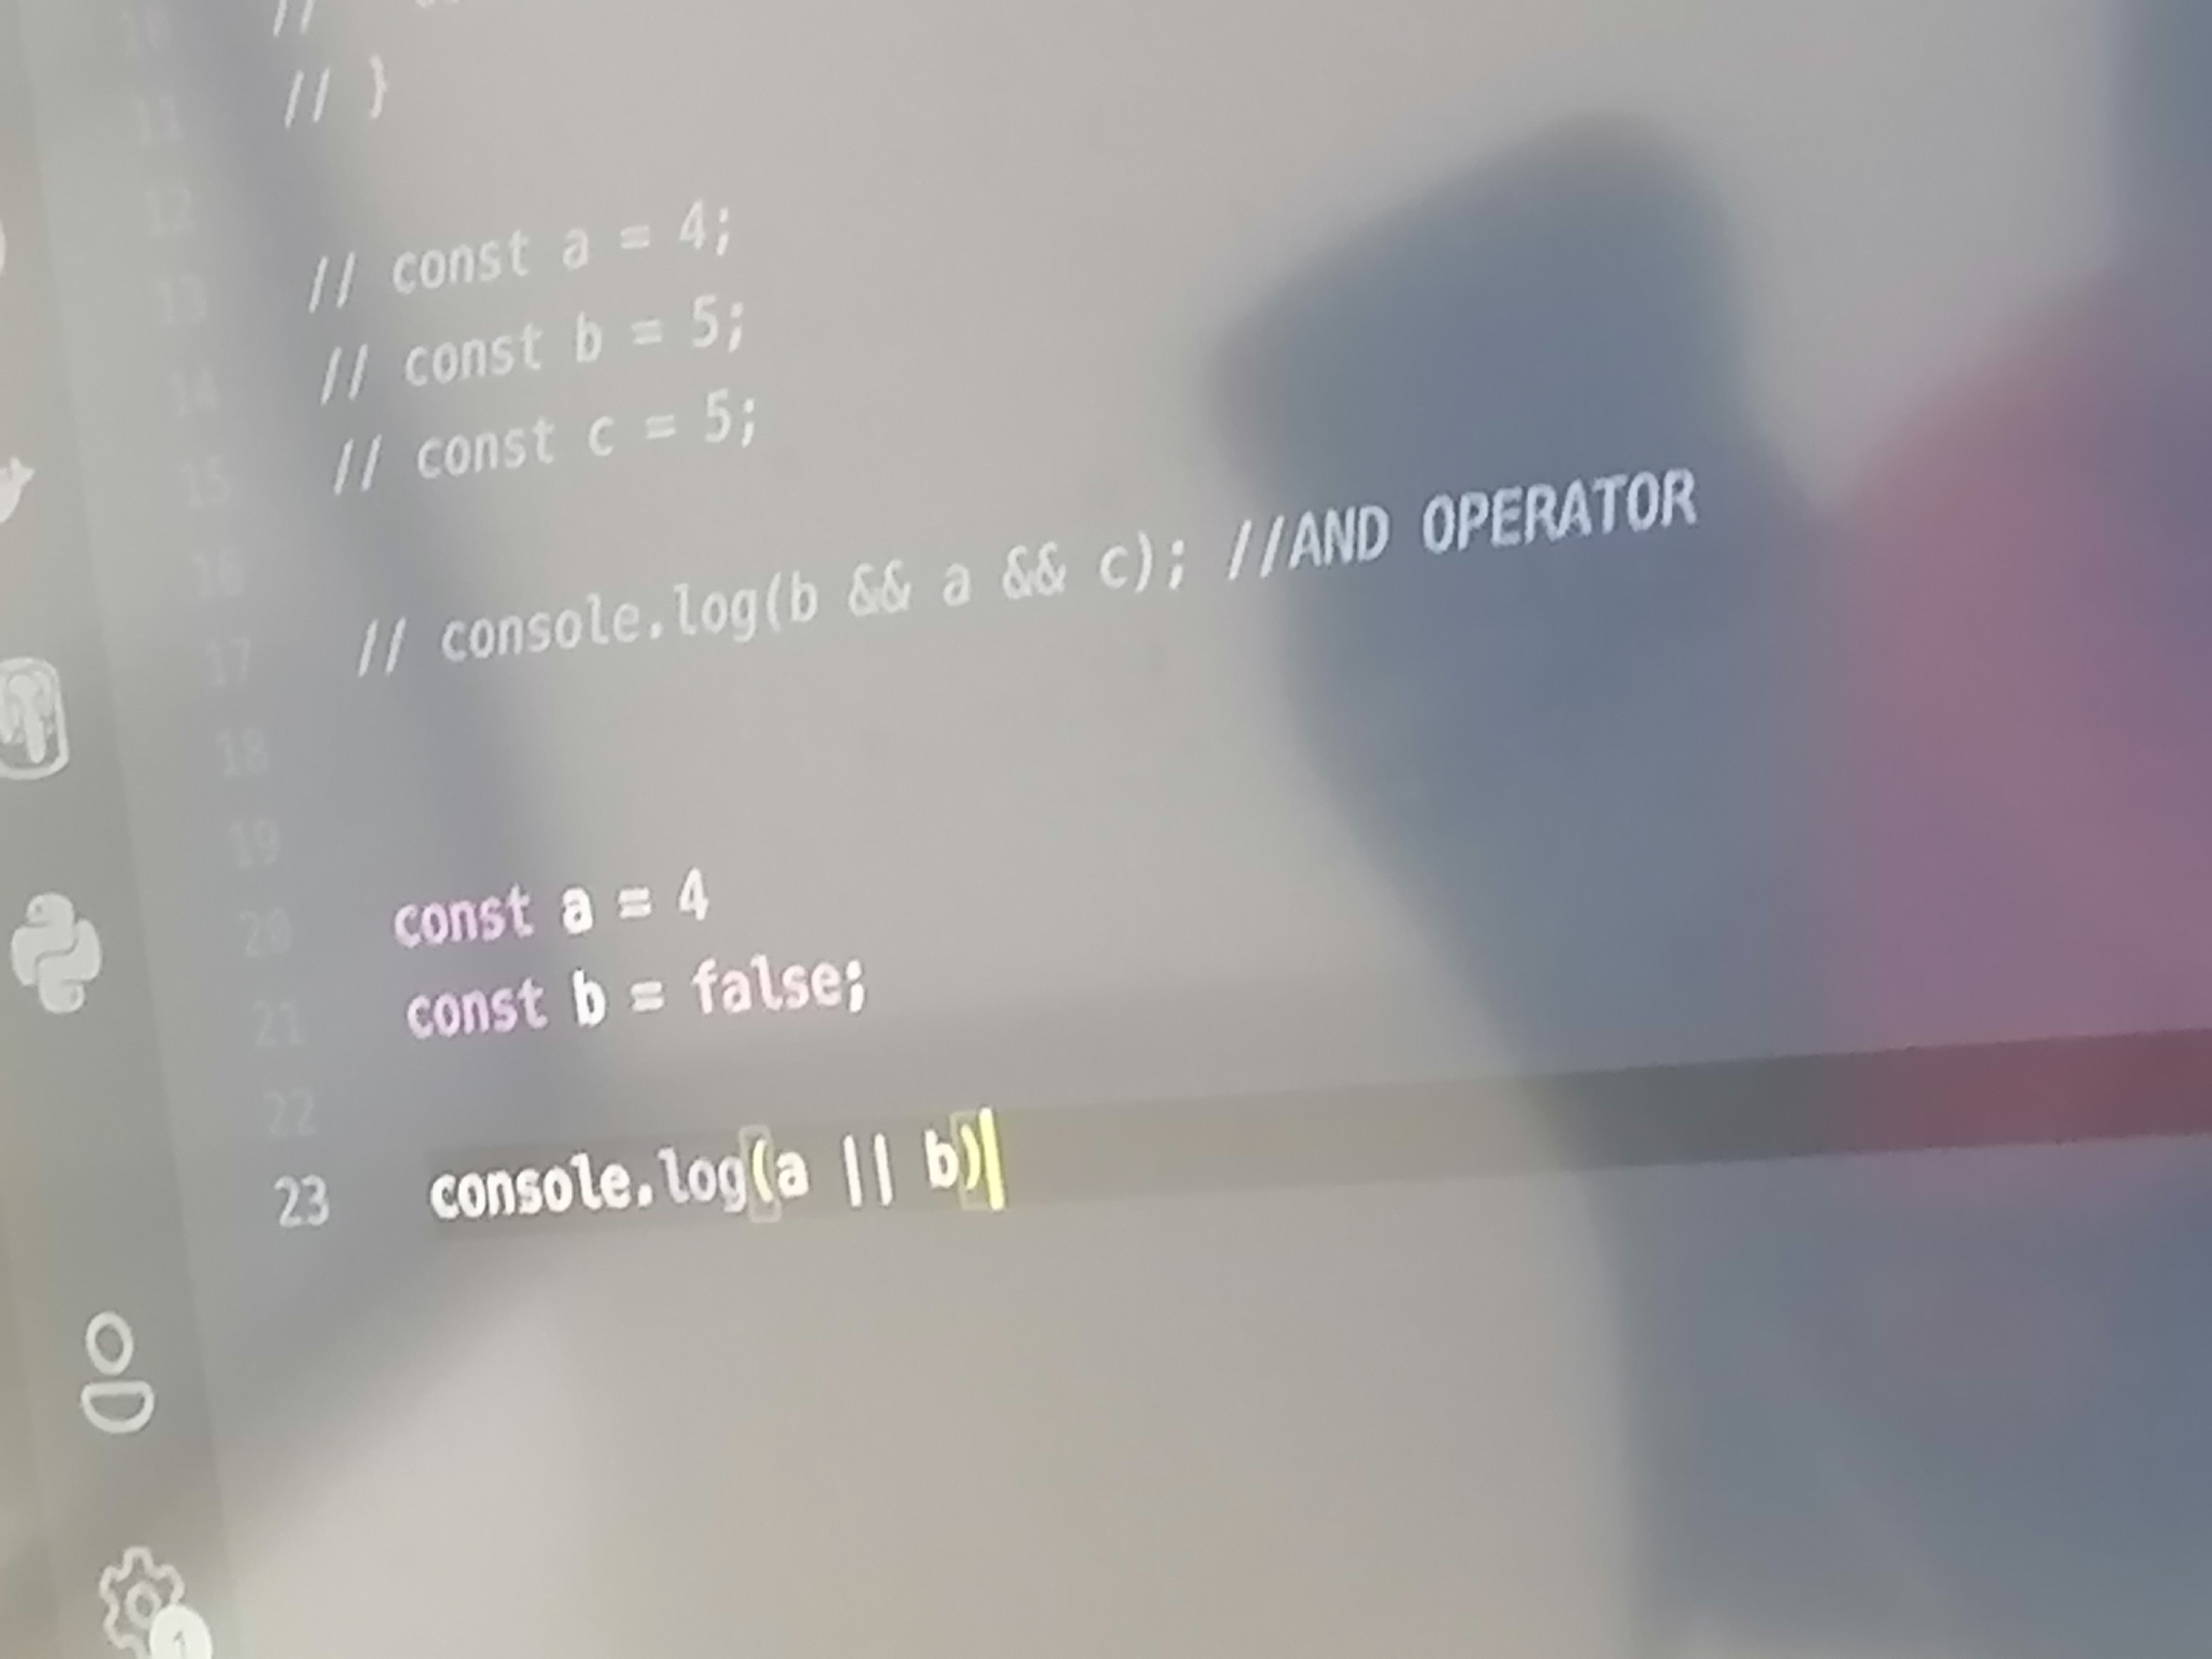 10 //
11 // }
12
13 // const a = 4;
14 // const b = 5;
15 // const c = 5;
16
17 // console.log(b && a && c); //AND OPERATOR
18
19
20 const a = 4
21 const b = false;
22
23 console.log(a || b)
1